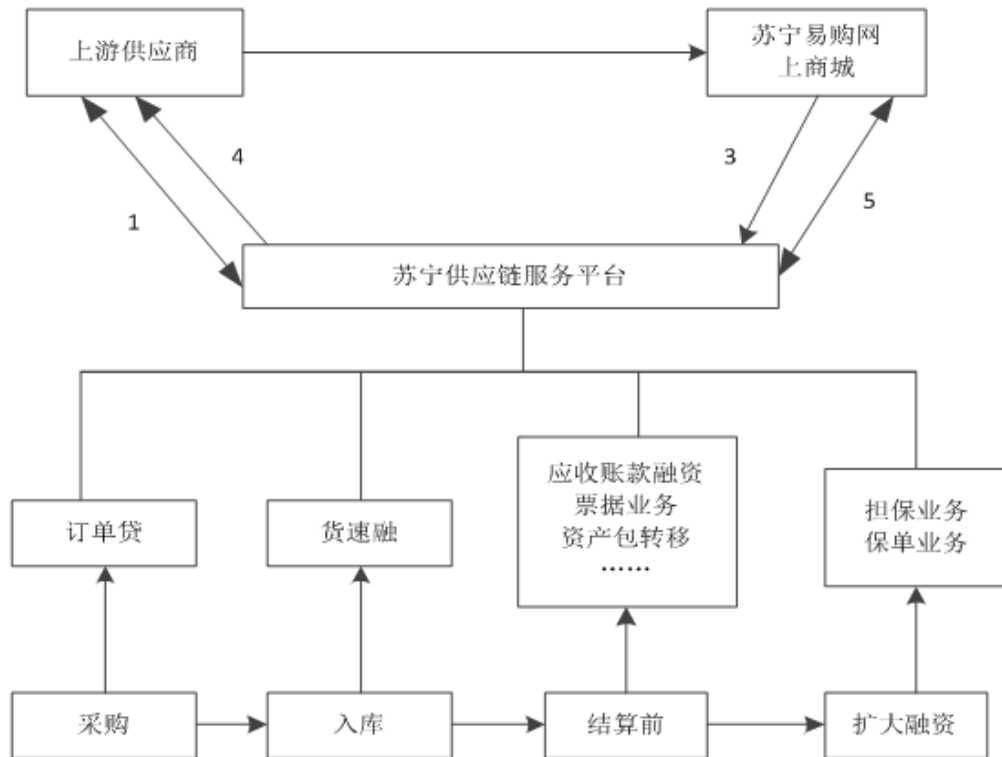 上游供应商
苏宁易购网
上商城
4
3
1
5
苏宁供应链服务平台
订单贷
货速融
应收账款融资
票据业务
资产包转移
……
担保业务
保单业务
采购
入库
结算前
扩大融资